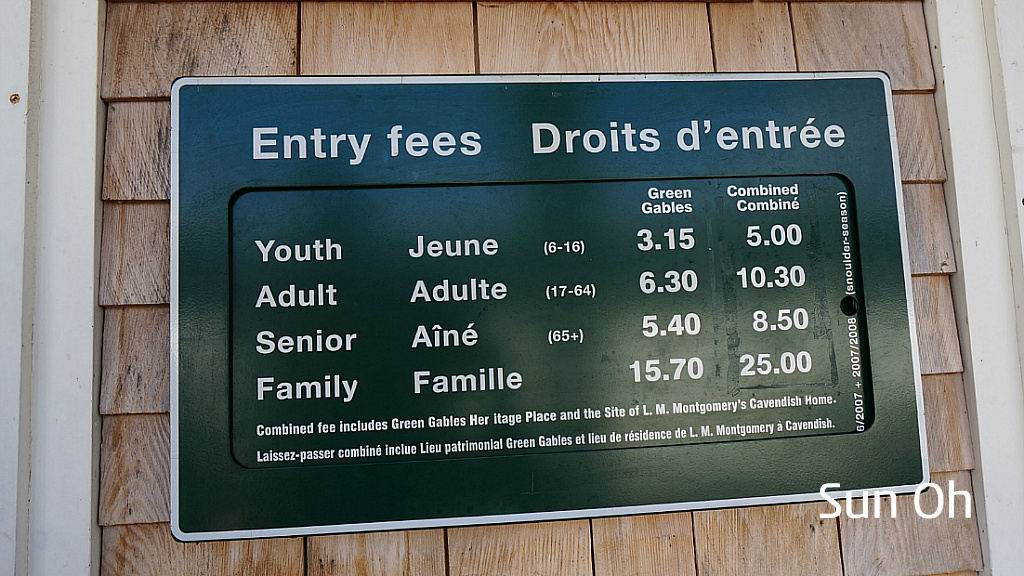 Entry fees Droits d'entrée
Green Gables Combined Combiné
Youth Jeune (6-16) 3.15 5.00
Adult Adulte (17-64) 6.30 10.30
Senior Aîné (65+) 5.40 8.50
Family Famille 15.70 25.00
Combined fee includes Green Gables Her itage Place and the Site of L. M. Montgomery's Cavendish Home.
Laissez-passer combiné inclue Lieu patrimonial Green Gables et lieu de résidence de L. M. Montgomery à Cavendish.
/2007 + 2007/2008 (snoulder-season)
Sun Oh